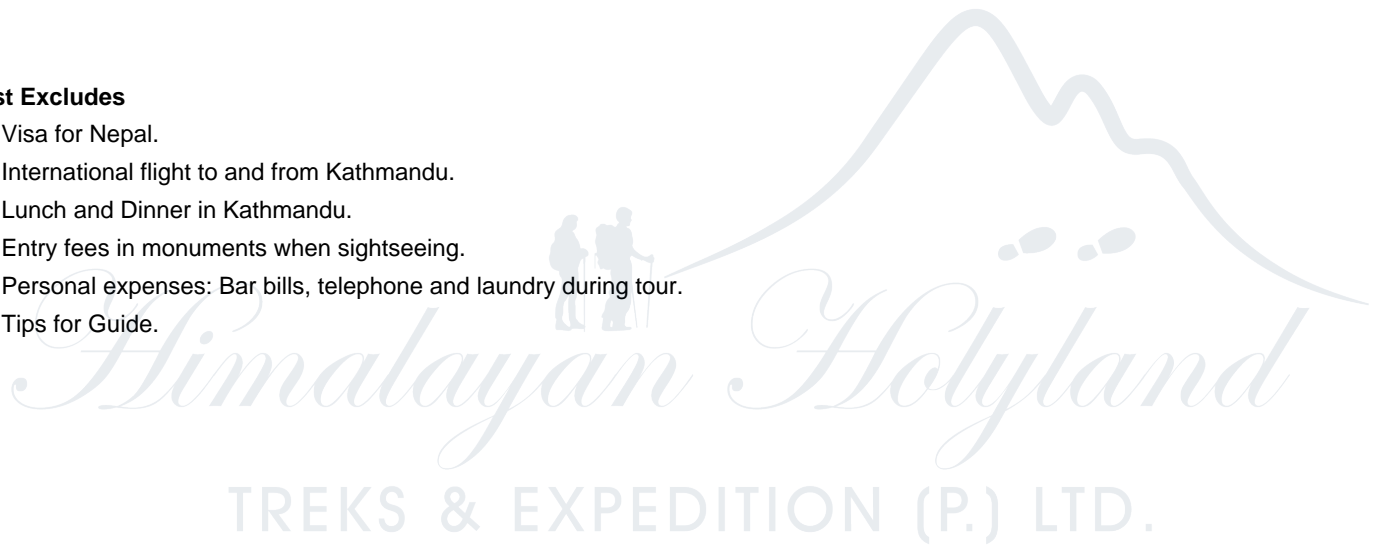 st Excludes
Visa for Nepal.
International flight to and from Kathmandu.
Lunch and Dinner in Kathmandu.
Entry fees in monuments when sightseeing.
Personal expenses: Bar bills, telephone and laundry during tour.
Tips for Guide.
Himalayan Holyland
TREKS & EXPEDITION (P.) LTD.